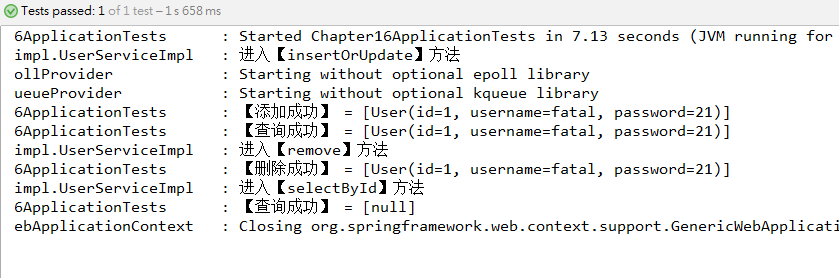 Tests passed: 1 of 1 test – 1 s 658 ms
6ApplicationTests : Started Chapter16ApplicationTests in 7.13 seconds (JVM running for
impl.UserServiceImpl : 进入【insertOrUpdate】方法
ollProvider : Starting without optional epoll library
ueueProvider : Starting without optional kqueue library
6ApplicationTests : 【添加成功】 = [User(id=1, username=fatal, password=21)]
6ApplicationTests : 【查询成功】 = [User(id=1, username=fatal, password=21)]
impl.UserServiceImpl : 进入【remove】方法
6ApplicationTests : 【删除成功】 = [User(id=1, username=fatal, password=21)]
impl.UserServiceImpl : 进入【selectById】方法
6ApplicationTests : 【查询成功】 = [null]
ebApplicationContext : Closing org.springframework.web.context.support.GenericWebApplicati